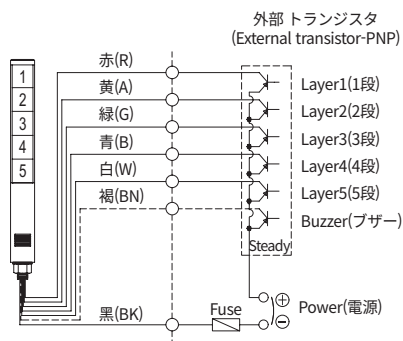 外部 トランジスタ
(External transistor-PNP)
赤(R)
黄(A)
緑(G)
青(B)
白(W)
褐(BN)
黒(BK)
1
2
3
4
5
Layer1(1段)
Layer2(2段)
Layer3(3段)
Layer4(4段)
Layer5(5段)
Buzzer(ブザー)
Steady
Fuse
⊕
⊖
Power(電源)